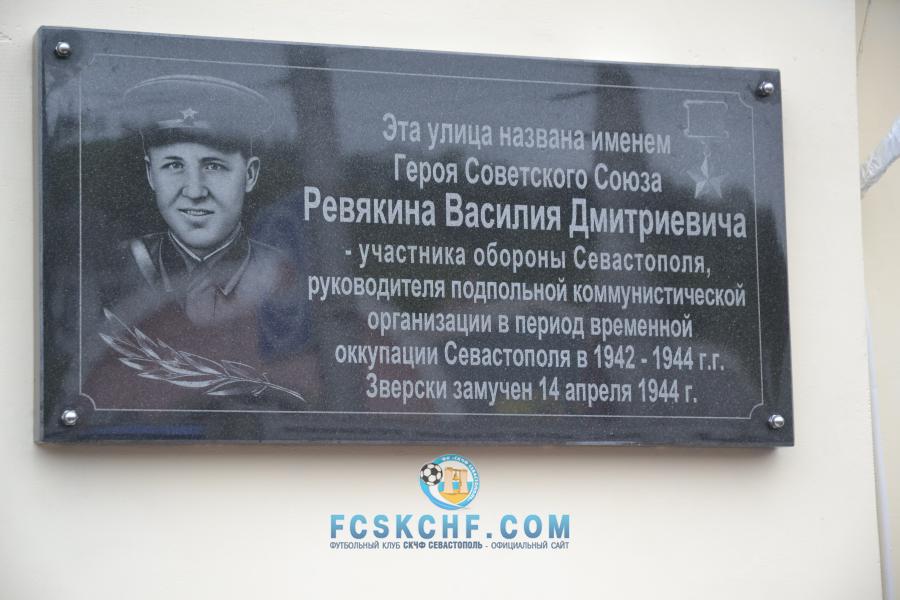 Эта улица названа именем
Героя Советского Союза
Ревякина Василия Дмитриевича
- участника обороны Севастополя,
руководителя подпольной коммунистической
организации в период временной
оккупации Севастополя в 1942 - 1944 г.г.
Зверски замучен 14 апреля 1944 г.
FCSKCHF.COM
ФУТБОЛЬНЫЙ КЛУБ СКЧФ СЕВАСТОПОЛЬ - ОФИЦИАЛЬНЫЙ САЙТ